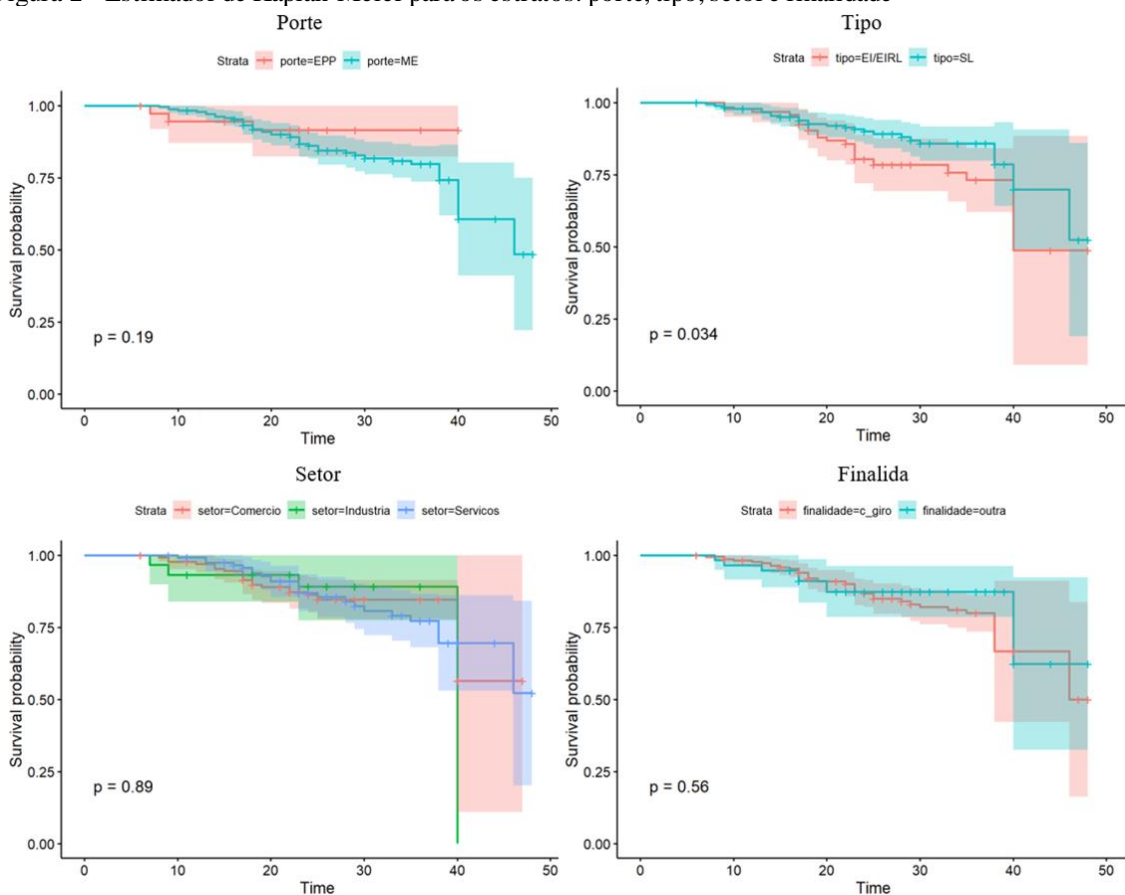 Porte
Strata porte=EPP porte=ME
Survival probability
1.00
0.75
0.50
0.25
0.00
p = 0.19
0 10 20 30 40 50
Time
Tipo
Strata tipo=EI/EIRL tipo=SL
Survival probability
1.00
0.75
0.50
0.25
0.00
p = 0.034
0 10 20 30 40 50
Time
Setor
Strata setor=Comercio setor=Industria setor=Servicos
Survival probability
1.00
0.75
0.50
0.25
0.00
p = 0.89
0 10 20 30 40 50
Time
Finalida
Strata finalidade=c_giro finalidade=outra
Survival probability
1.00
0.75
0.50
0.25
0.00
p = 0.56
0 10 20 30 40 50
Time